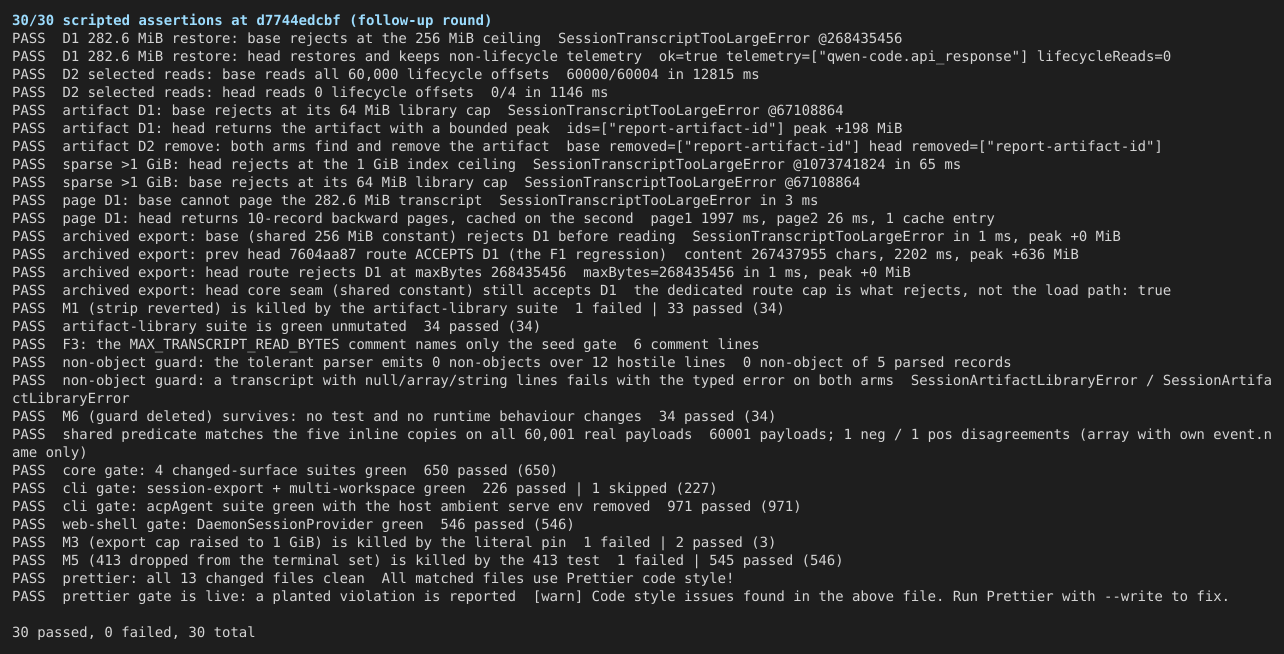 30/30 scripted assertions at d7744edcbf (follow-up round)
PASS  D1 282.6 MiB restore: base rejects at the 256 MiB ceiling  SessionTranscriptTooLargeError @268435456
PASS  D1 282.6 MiB restore: head restores and keeps non-lifecycle telemetry  ok=true telemetry=["qwen-code.api_response"] lifecycleReads=0
PASS  D2 selected reads: base reads all 60,000 lifecycle offsets  60000/60004 in 12815 ms
PASS  D2 selected reads: head reads 0 lifecycle offsets  0/4 in 1146 ms
PASS  artifact D1: base rejects at its 64 MiB library cap  SessionTranscriptTooLargeError @67108864
PASS  artifact D1: head returns the artifact with a bounded peak  ids=["report-artifact-id"] peak +198 MiB
PASS  artifact D2 remove: both arms find and remove the artifact  base removed=["report-artifact-id"] head removed=["report-artifact-id"]
PASS  sparse >1 GiB: head rejects at the 1 GiB index ceiling  SessionTranscriptTooLargeError @1073741824 in 65 ms
PASS  sparse >1 GiB: base rejects at its 64 MiB library cap  SessionTranscriptTooLargeError @67108864
PASS  page D1: base cannot page the 282.6 MiB transcript  SessionTranscriptTooLargeError in 3 ms
PASS  page D1: head returns 10-record backward pages, cached on the second  page1 1997 ms, page2 26 ms, 1 cache entry
PASS  archived export: base (shared 256 MiB constant) rejects D1 before reading  SessionTranscriptTooLargeError in 1 ms, peak +0 MiB
PASS  archived export: prev head 7604aa87 route ACCEPTS D1 (the F1 regression)  content 267437955 chars, 2202 ms, peak +636 MiB
PASS  archived export: head route rejects D1 at maxBytes 268435456  maxBytes=268435456 in 1 ms, peak +0 MiB
PASS  archived export: head core seam (shared constant) still accepts D1  the dedicated route cap is what rejects, not the load path: true
PASS  M1 (strip reverted) is killed by the artifact-library suite  1 failed | 33 passed (34)
PASS  artifact-library suite is green unmutated  34 passed (34)
PASS  F3: the MAX_TRANSCRIPT_READ_BYTES comment names only the seed gate  6 comment lines
PASS  non-object guard: the tolerant parser emits 0 non-objects over 12 hostile lines  0 non-object of 5 parsed records
PASS  non-object guard: a transcript with null/array/string lines fails with the typed error on both arms  SessionArtifactLibraryError / SessionArtifa
ctLibraryError
PASS  M6 (guard deleted) survives: no test and no runtime behaviour changes  34 passed (34)
PASS  shared predicate matches the five inline copies on all 60,001 real payloads  60001 payloads; 1 neg / 1 pos disagreements (array with own event.n
ame only)
PASS  core gate: 4 changed-surface suites green  650 passed (650)
PASS  cli gate: session-export + multi-workspace green  226 passed | 1 skipped (227)
PASS  cli gate: acpAgent suite green with the host ambient serve env removed  971 passed (971)
PASS  web-shell gate: DaemonSessionProvider green  546 passed (546)
PASS  M3 (export cap raised to 1 GiB) is killed by the literal pin  1 failed | 2 passed (3)
PASS  M5 (413 dropped from the terminal set) is killed by the 413 test  1 failed | 545 passed (546)
PASS  prettier: all 13 changed files clean  All matched files use Prettier code style!
PASS  prettier gate is live: a planted violation is reported  [warn] Code style issues found in the above file. Run Prettier with --write to fix.
30 passed, 0 failed, 30 total